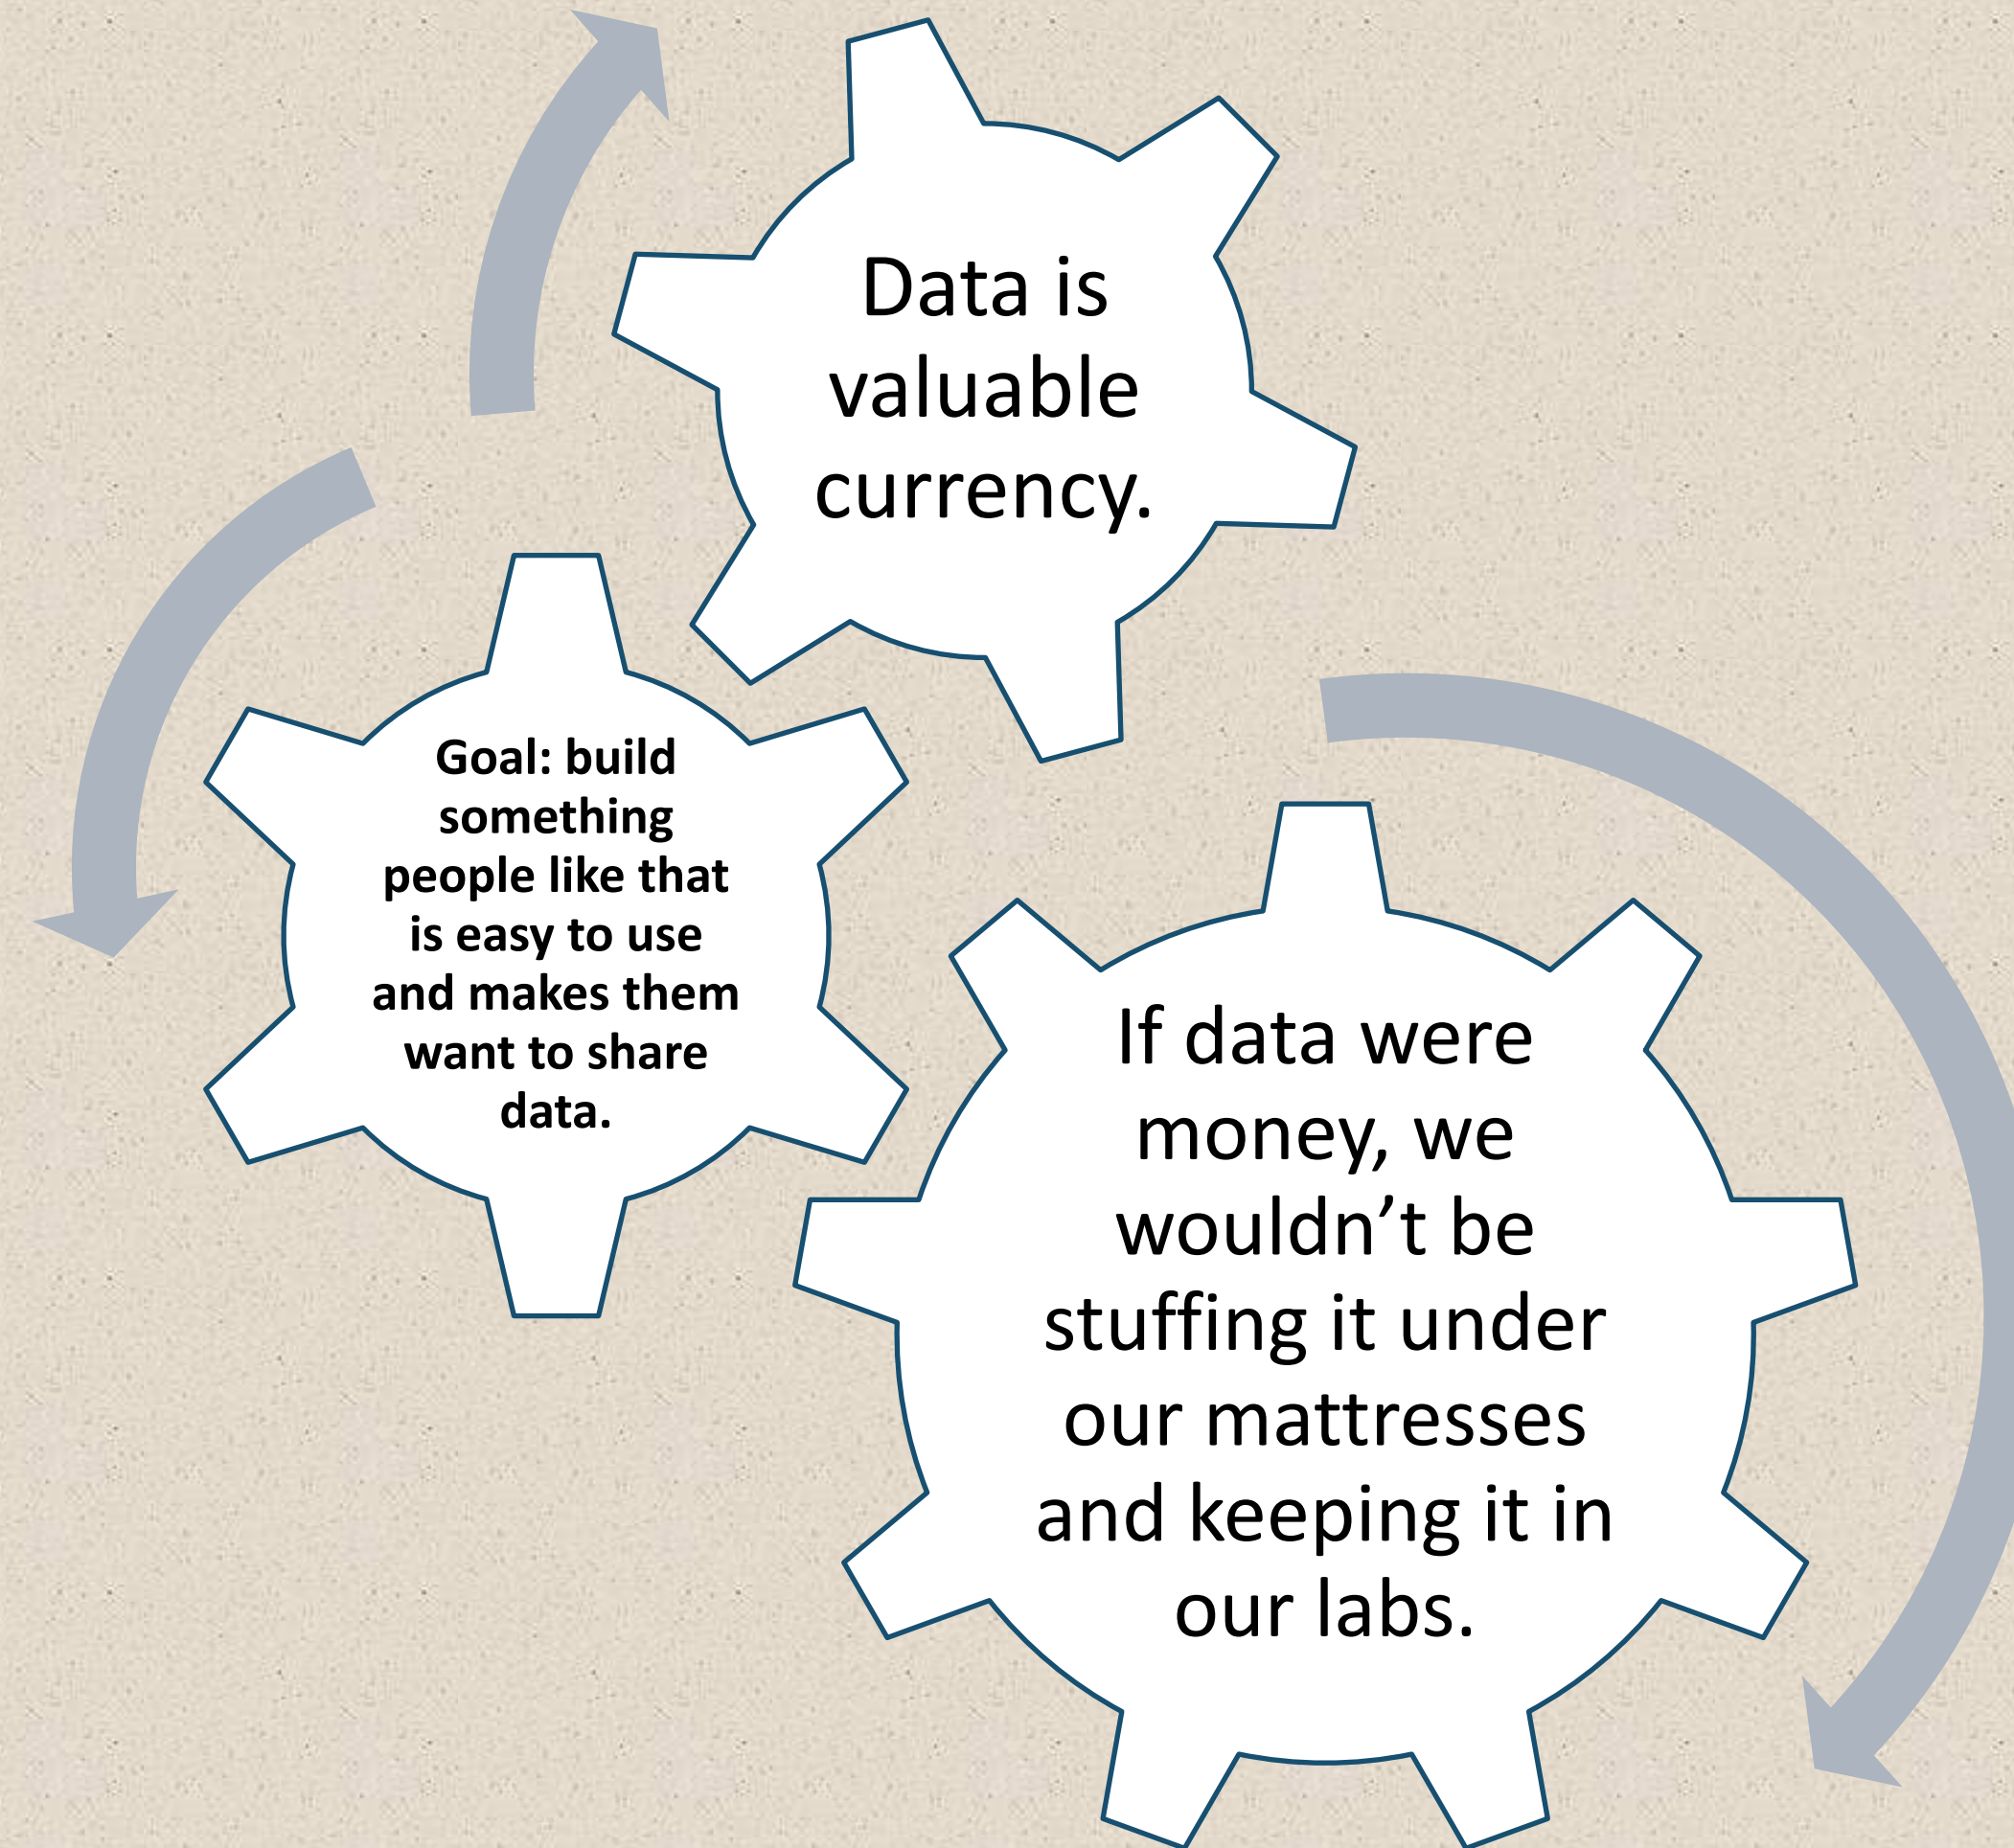 Data is
valuable
currency.
Goal: build
something
people like that
is easy to use
and makes them
want to share
data.
If data were
money, we
wouldn’t be
stuffing it under
our mattresses
and keeping it in
our labs.